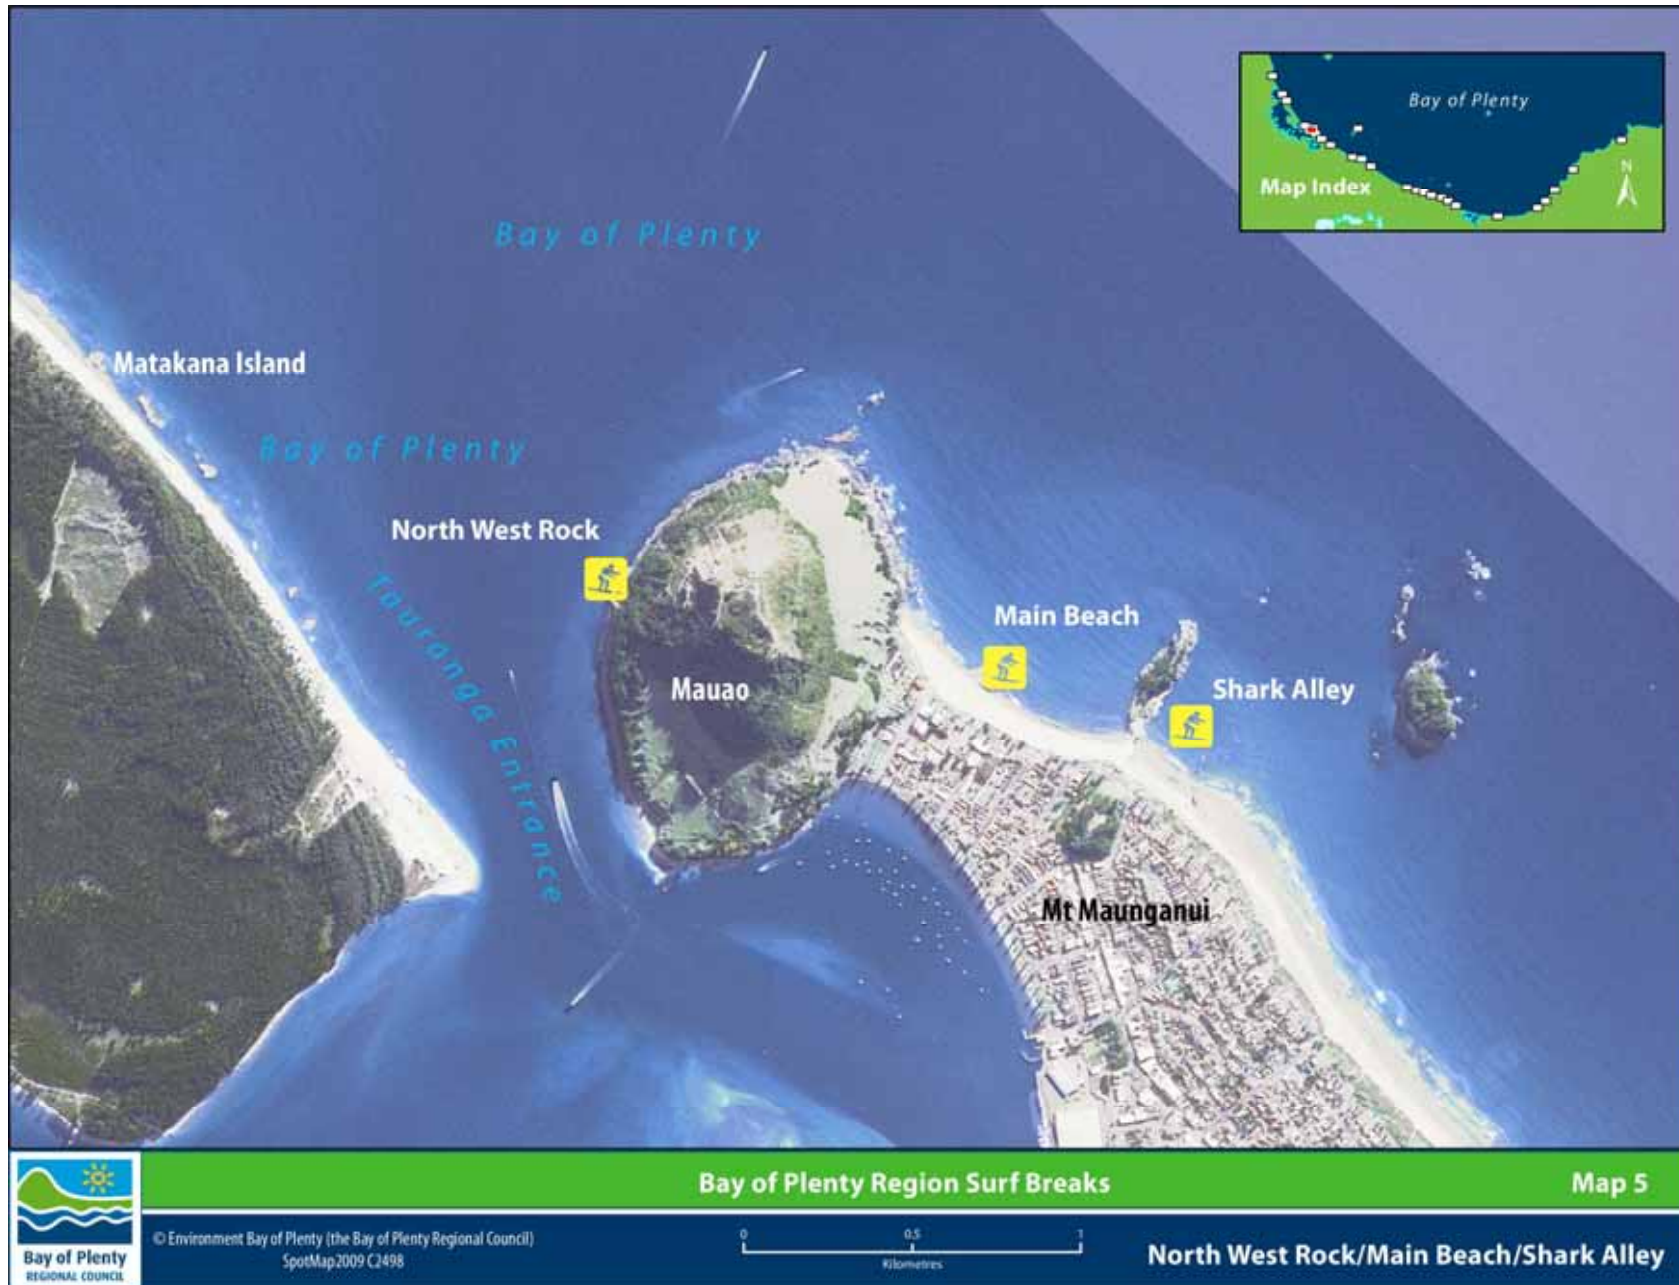 Bay of Plenty
Map Index
N
Bay of Plenty
Matakana Island
Bay of Plenty
North West Rock
Tauranga Entrance
Main Beach
Mauao
Shark Alley
Mt Maunganui
Bay of Plenty Region Surf Breaks
Map 5
Bay of Plenty
REGIONAL COUNCIL
© Environment Bay of Plenty (the Bay of Plenty Regional Council)
SpotMap2009 C2498
0 0.5 1
Kilometres
North West Rock/Main Beach/Shark Alley